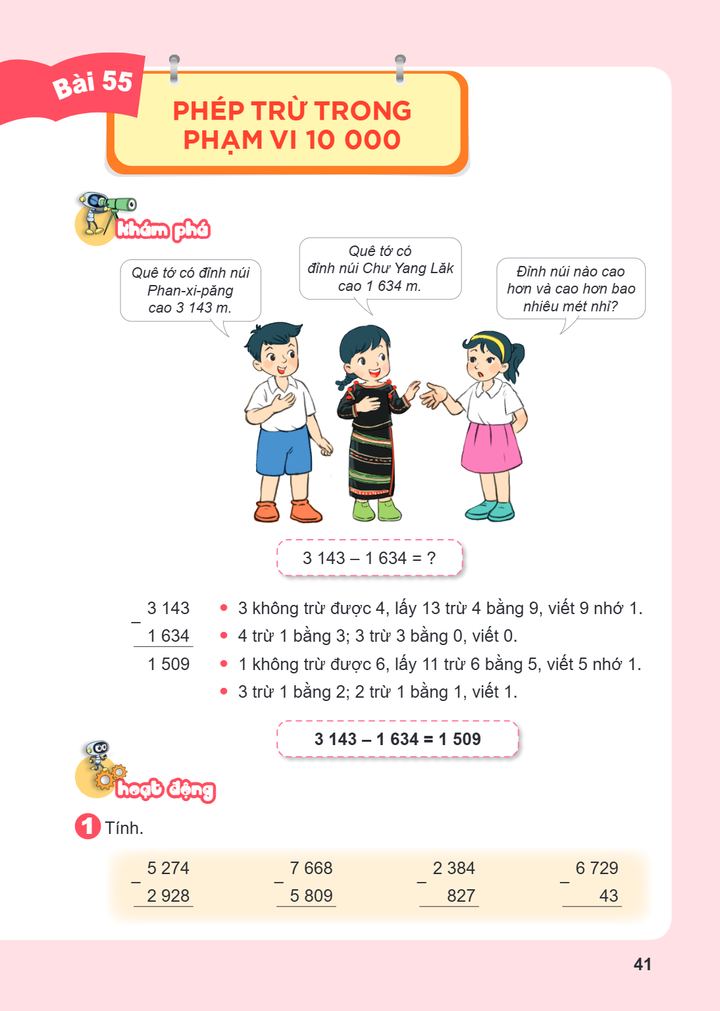 Bài 55
PHÉP TRỪ TRONG
PHẠM VI 10 000
khám phá
Quê tớ có đỉnh núi
Phan-xi-păng
cao 3 143 m.
Quê tớ có
đỉnh núi Chư Yang Lăk
cao 1 634 m.
Đỉnh núi nào cao
hơn và cao hơn bao
nhiêu mét nhỉ?
3 143 – 1 634 = ?
3 143
–
1 634
1 509
• 3 không trừ được 4, lấy 13 trừ 4 bằng 9, viết 9 nhớ 1.
• 4 trừ 1 bằng 3; 3 trừ 3 bằng 0, viết 0.
• 1 không trừ được 6, lấy 11 trừ 6 bằng 5, viết 5 nhớ 1.
• 3 trừ 1 bằng 2; 2 trừ 1 bằng 1, viết 1.
3 143 – 1 634 = 1 509
hoạt động
1 Tính.
5 274
–
2 928
7 668
–
5 809
2 384
–
827
6 729
–
43
41